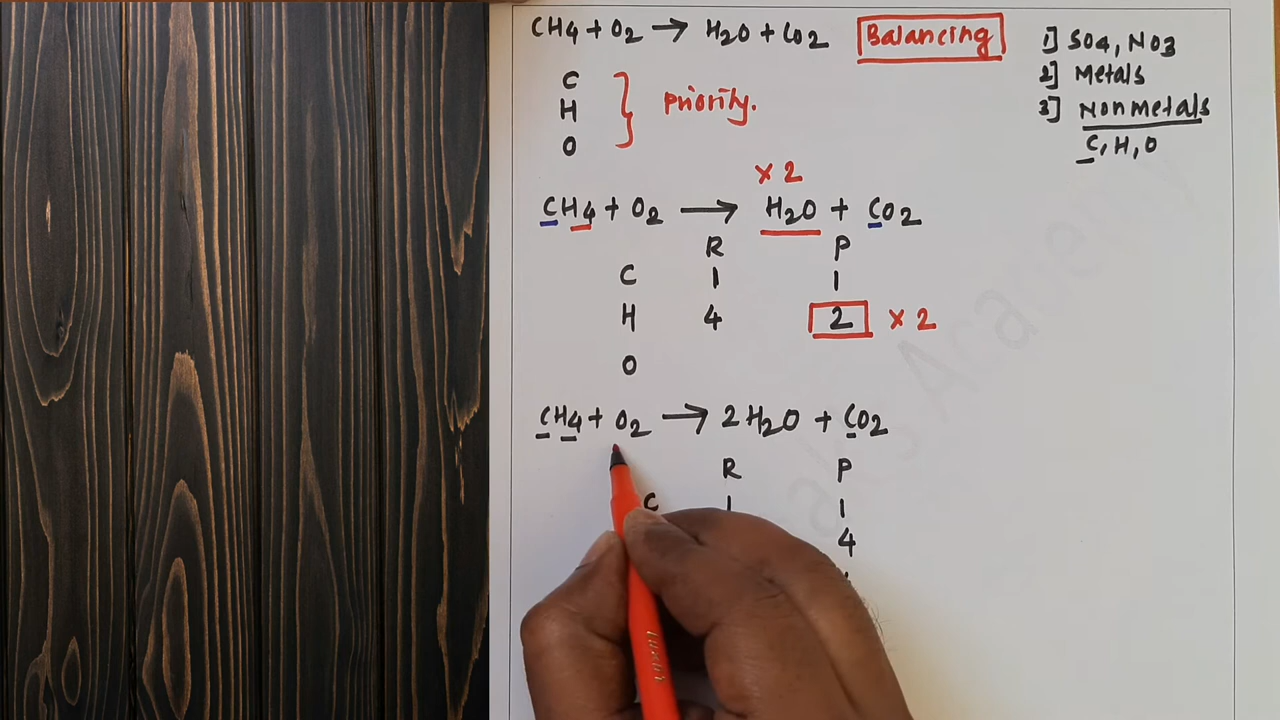 CH4 + O2 → H2O + CO2 Balancing
1] SO4, NO3
2] Metals
3] Nonmetals
C, H, O
C
H
O
Priority.
× 2
CH4 + O2 → H2O + CO2
R P
C 1 1
H 4 2 × 2
O
CH4 + O2 → 2H2O + CO2
R P
C 1 1
4